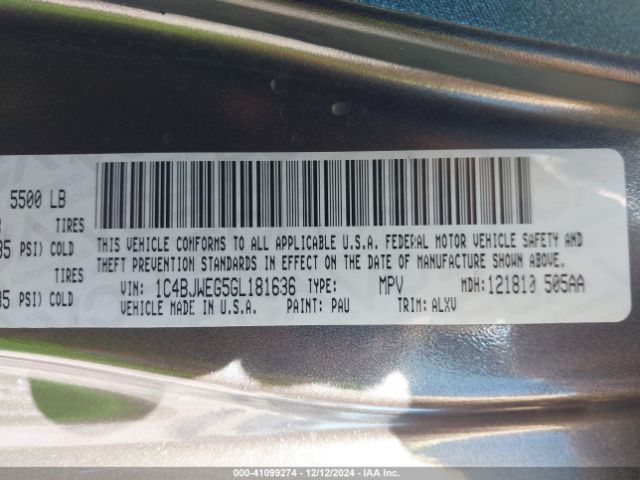 5500 LB
TIRES
35 PSI) COLD
TIRES
35 PSI) COLD
THIS VEHICLE CONFORMS TO ALL APPLICABLE U.S.A. FEDERAL MOTOR VEHICLE SAFETY AND
THEFT PREVENTION STANDARDS IN EFFECT ON THE DATE OF MANUFACTURE SHOWN ABOVE.
VIN: 1C4BJWEG5GL181636 TYPE: MPV MDH: 121810 505AA
VEHICLE MADE IN U.S.A. PAINT: PAU TRIM: ALXV
000-41099274 | 12/12/2024 - IAA Inc.